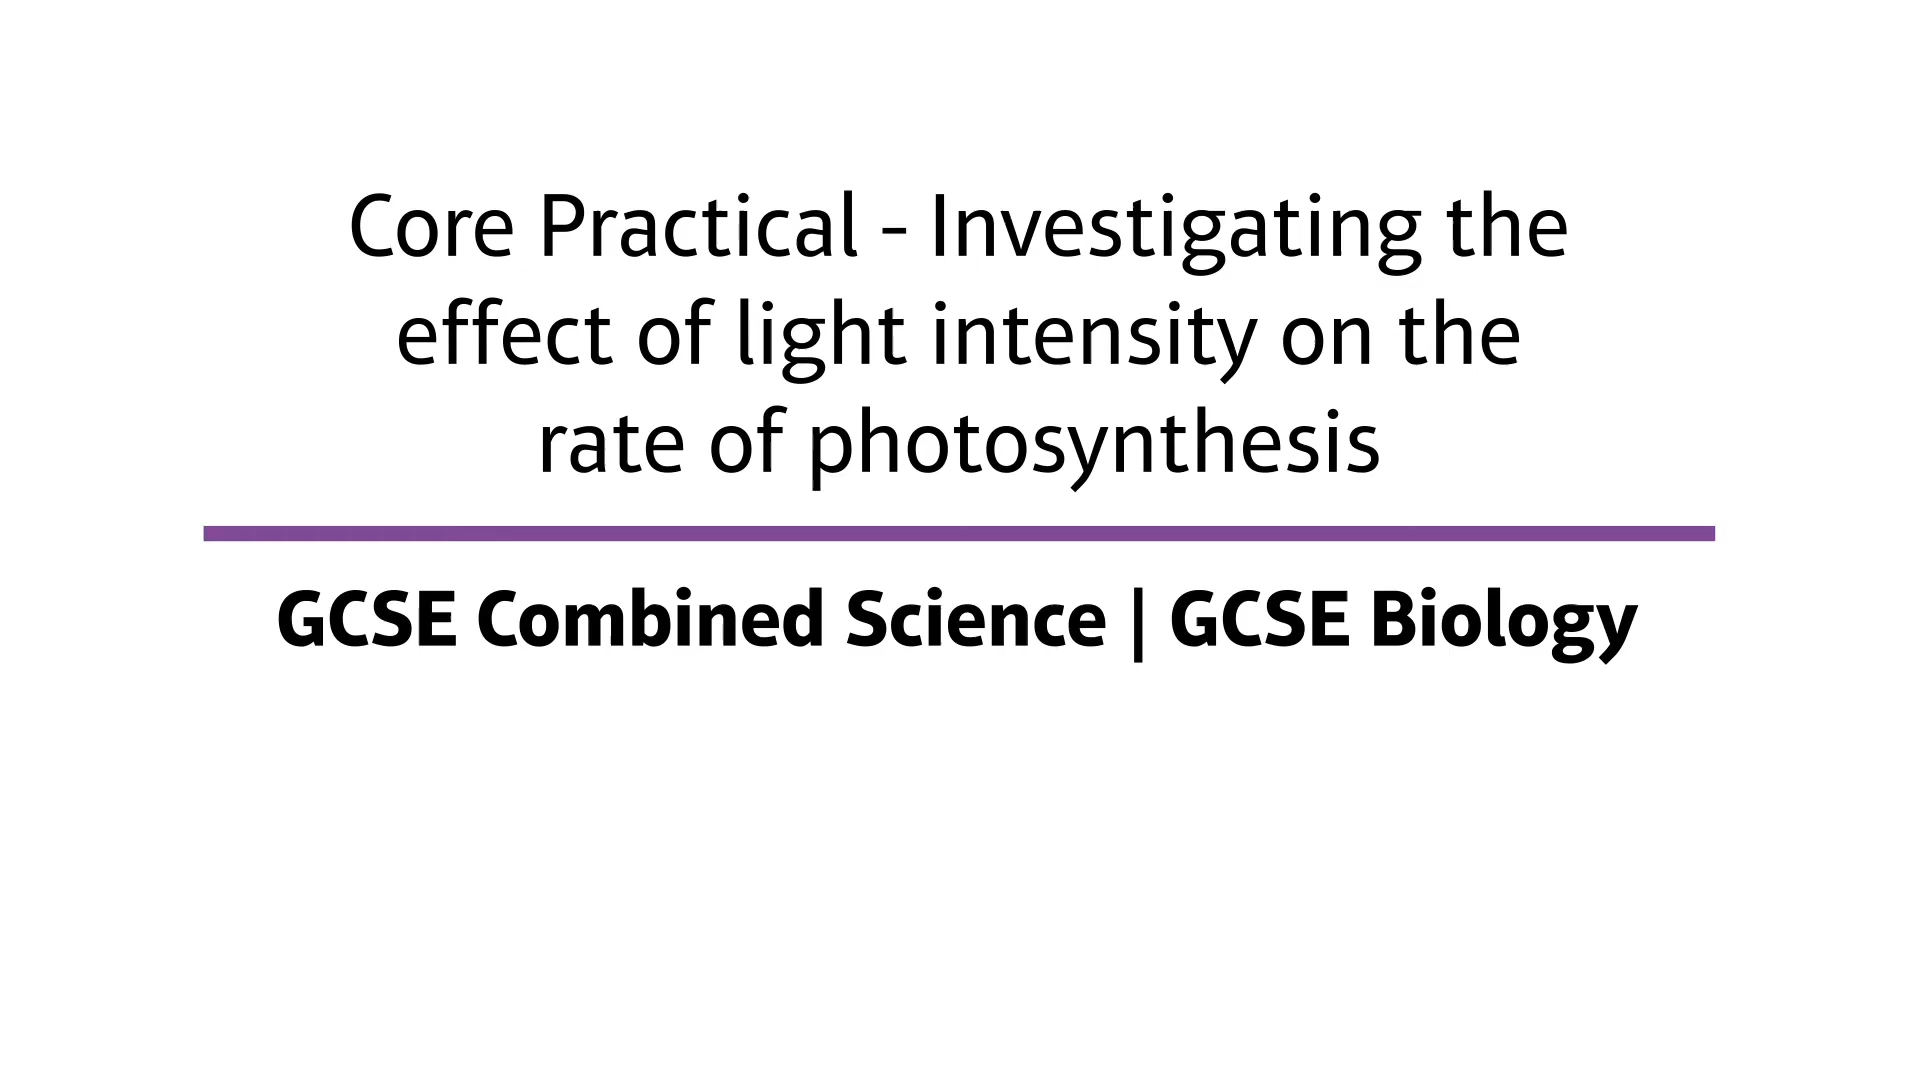 Core Practical - Investigating the
effect of light intensity on the
rate of photosynthesis
GCSE Combined Science | GCSE Biology